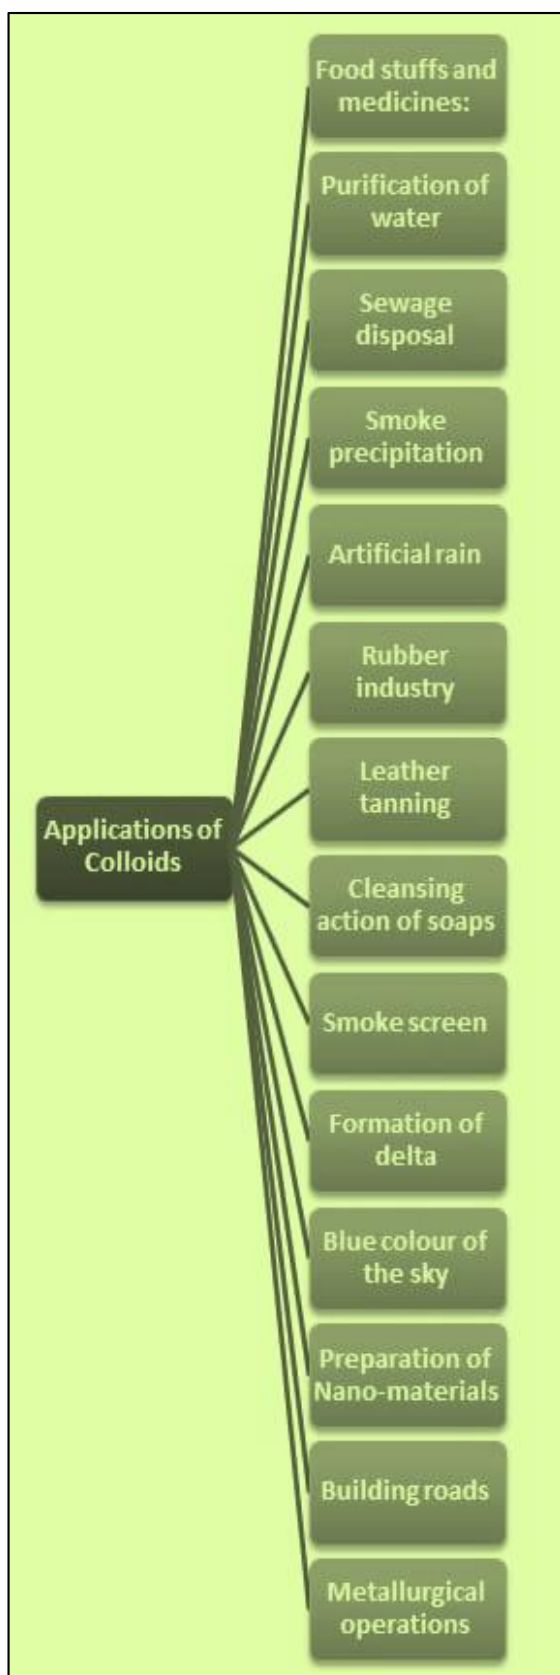 Food stuffs and
medicines:
Purification of
water
Sewage
disposal
Smoke
precipitation
Artificial rain
Rubber
industry
Leather
tanning
Applications of
Colloids
Cleansing
action of soaps
Smoke screen
Formation of
delta
Blue colour of
the sky
Preparation of
Nano-materials
Building roads
Metallurgical
operations